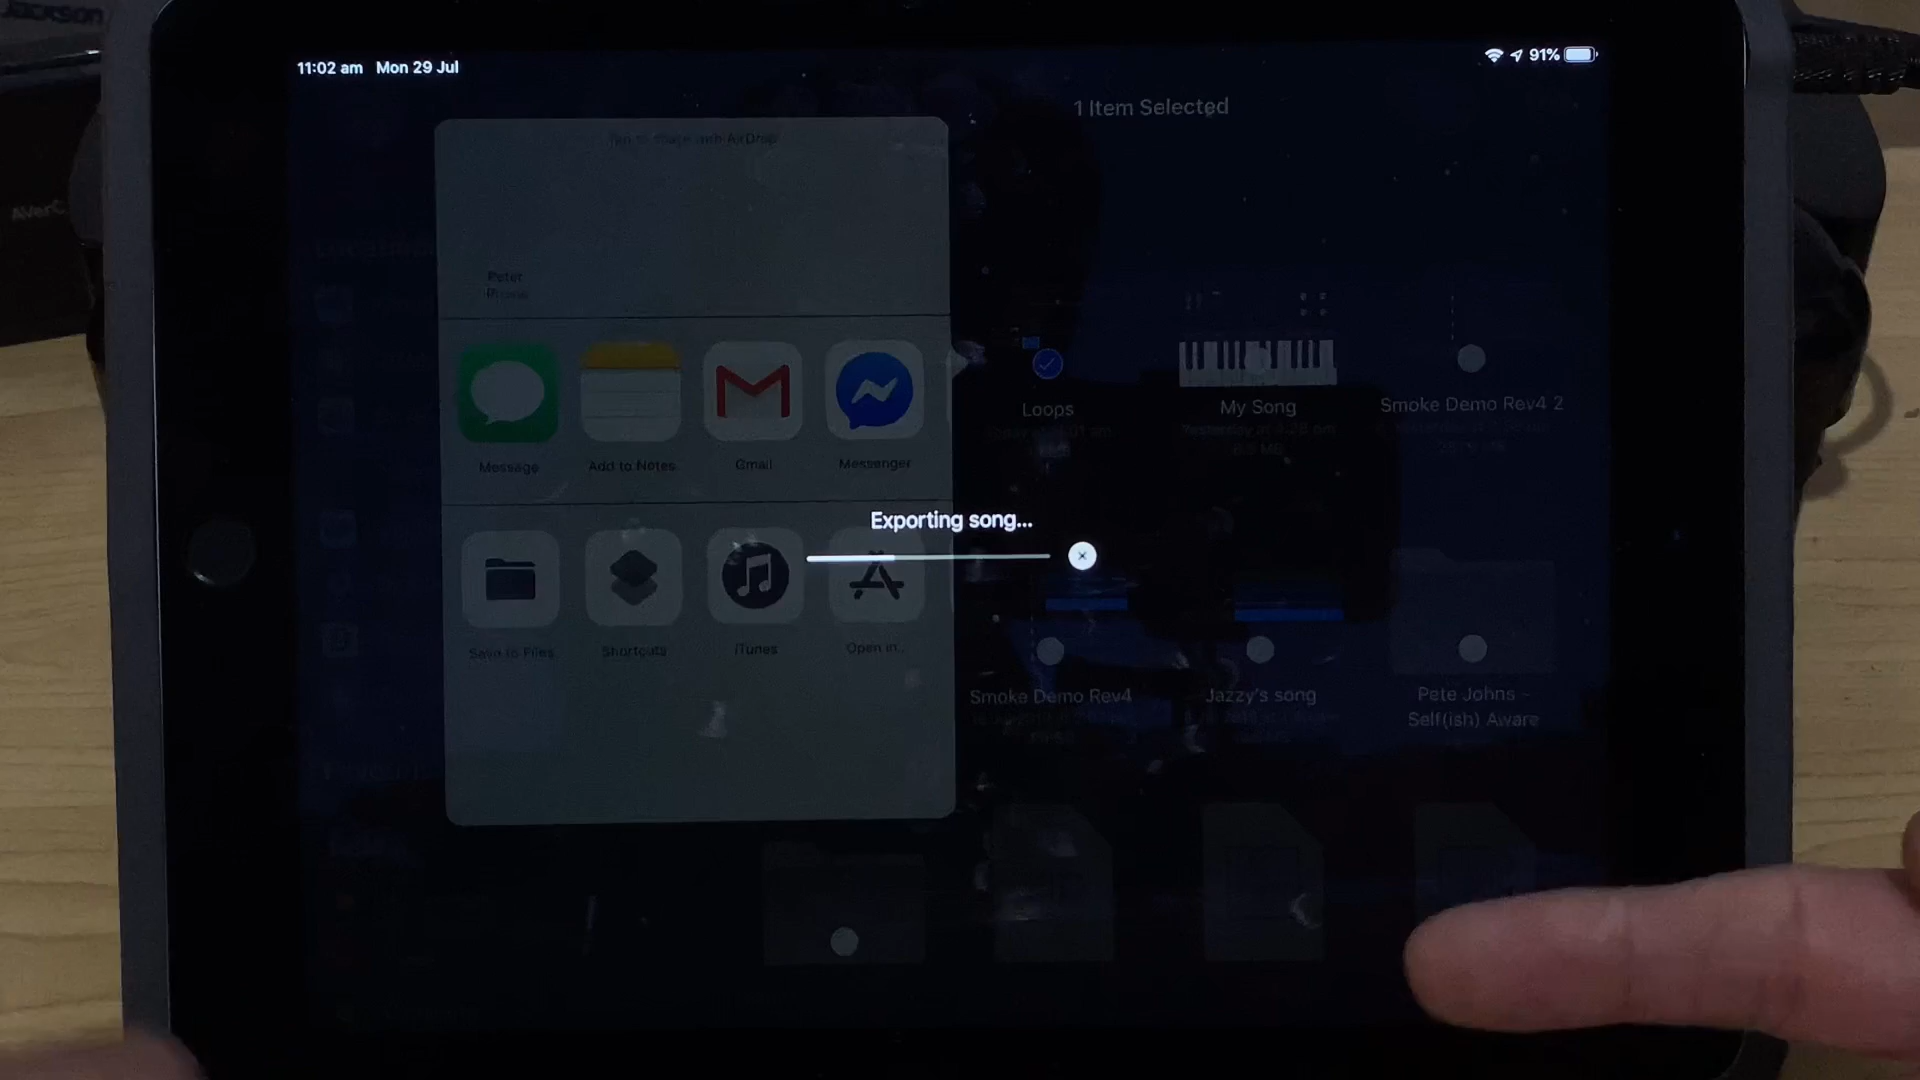 Jackson
11:02 am Mon 29 Jul
91%
1 Item Selected
AVerC
Peter
Message
Add to Notes
Gmail
Messenger
Loops
My Song
Smoke Demo Rev4 2
Exporting song...
Save to Files
Shortcuts
iTunes
Open in...
Smoke Demo Rev4
Jazzy's song
Pete Johns -
Self(ish) Aware